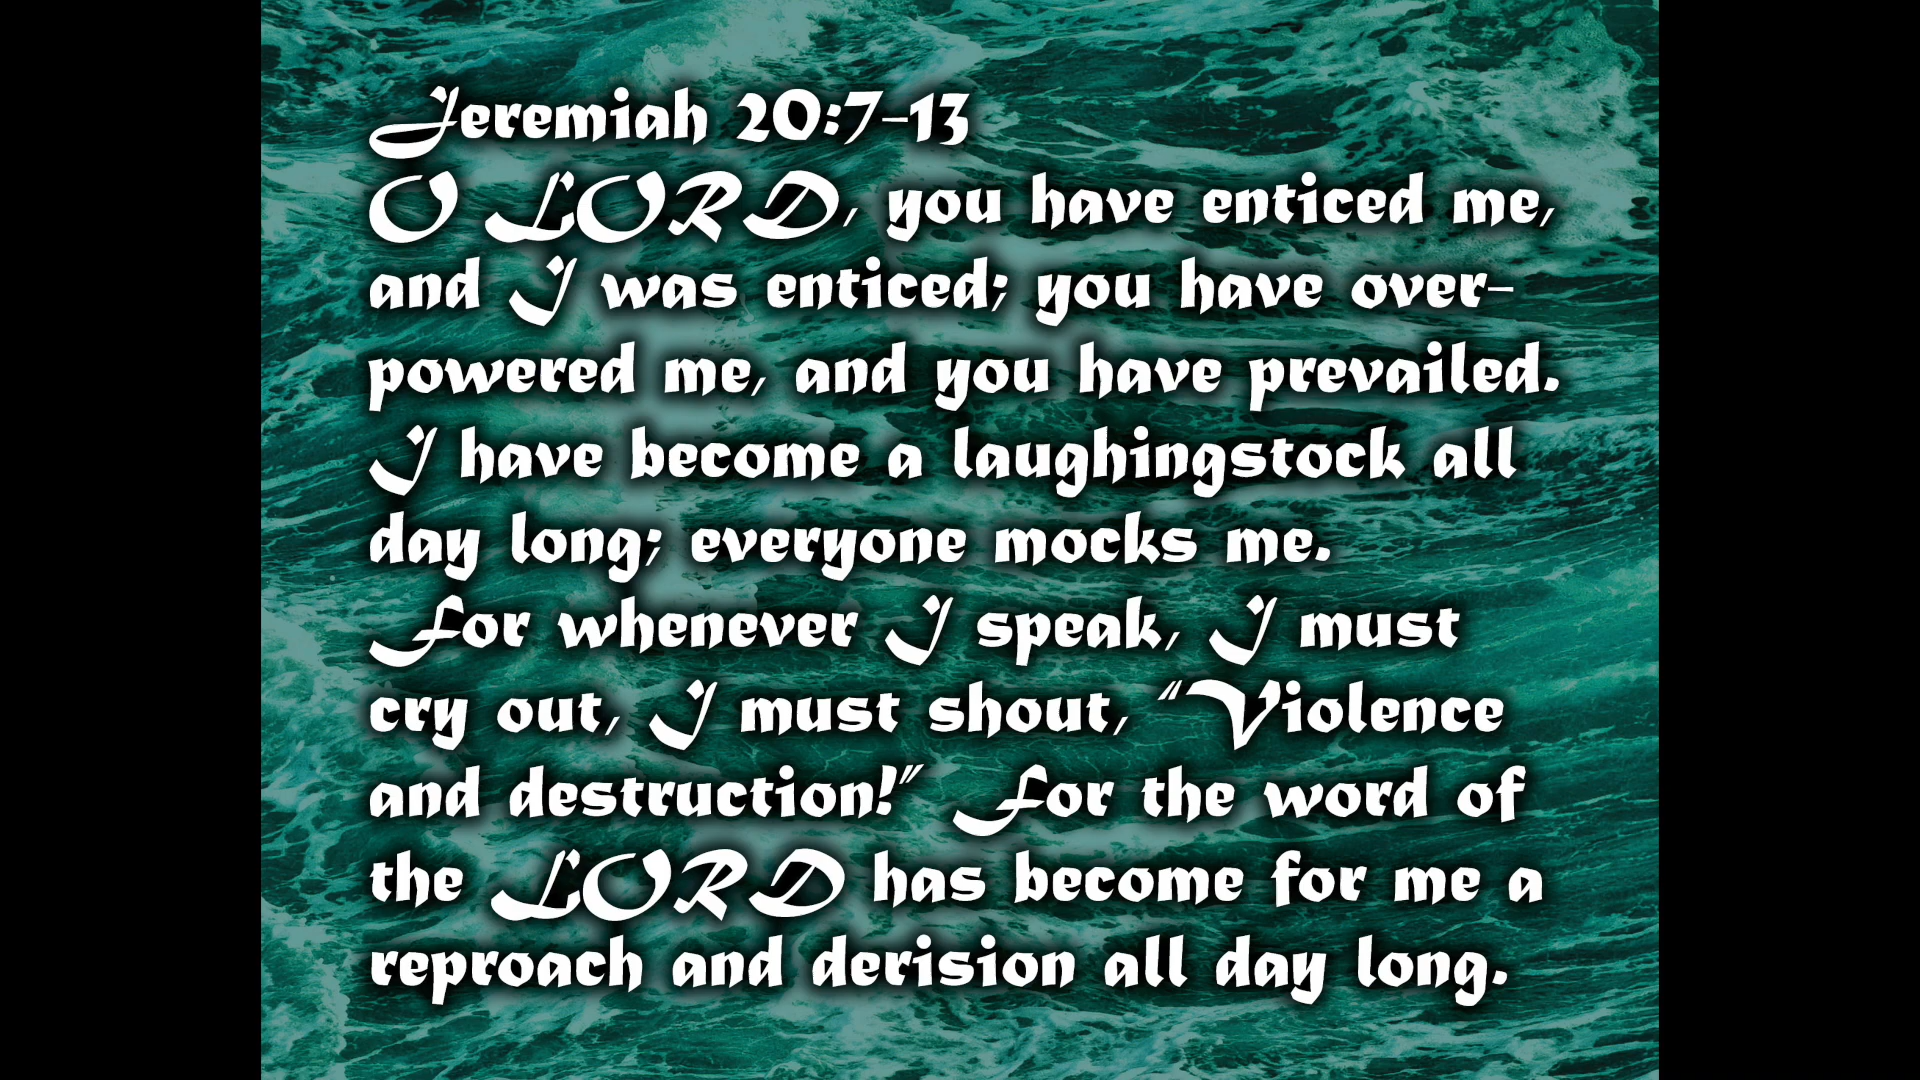 Jeremiah 20:7-13
O LORD, you have enticed me,
and I was enticed; you have over-
powered me, and you have prevailed.
I have become a laughingstock all
day long; everyone mocks me.
For whenever I speak, I must
cry out, I must shout, “Violence
and destruction!” For the word of
the LORD has become for me a
reproach and derision all day long.